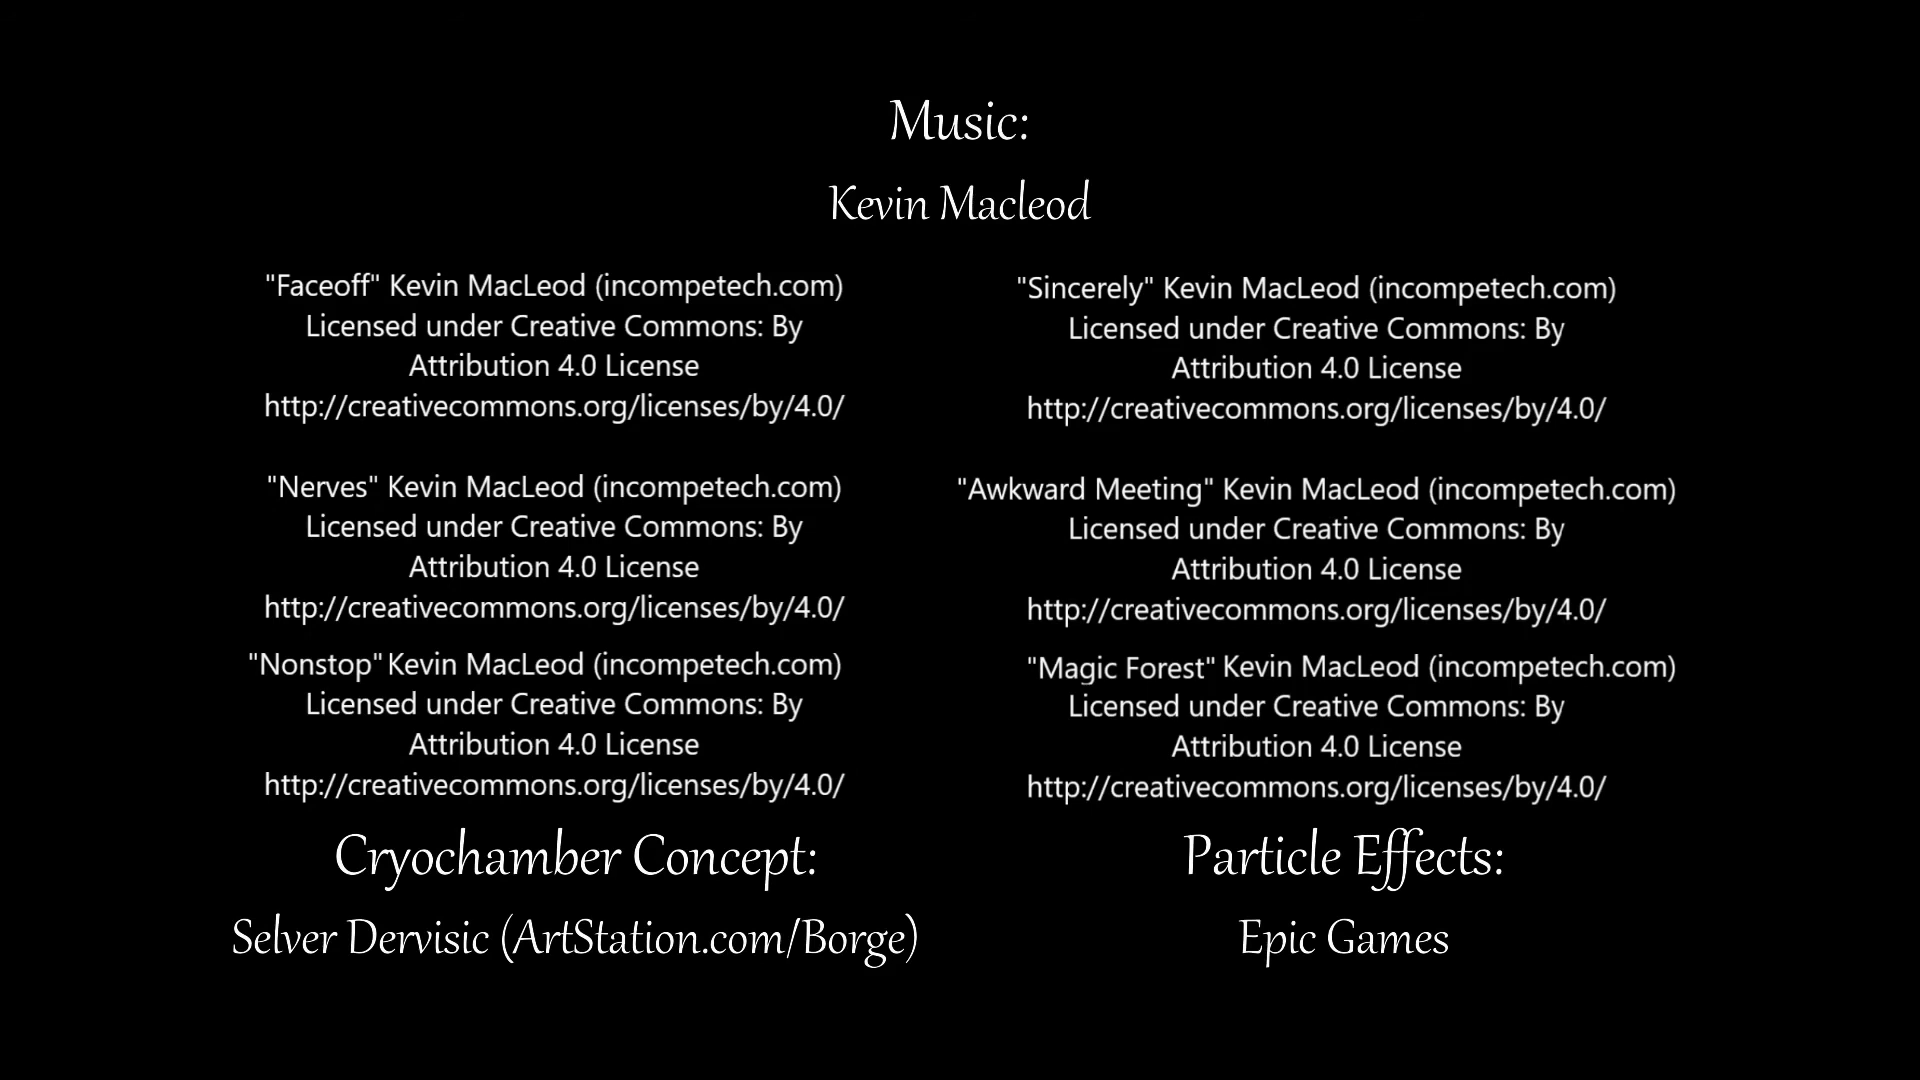 Music:
Kevin Macleod
"Faceoff" Kevin MacLeod (incompetech.com)
Licensed under Creative Commons: By
Attribution 4.0 License
http://creativecommons.org/licenses/by/4.0/
"Sincerely" Kevin MacLeod (incompetech.com)
Licensed under Creative Commons: By
Attribution 4.0 License
http://creativecommons.org/licenses/by/4.0/
"Nerves" Kevin MacLeod (incompetech.com)
Licensed under Creative Commons: By
Attribution 4.0 License
http://creativecommons.org/licenses/by/4.0/
"Awkward Meeting" Kevin MacLeod (incompetech.com)
Licensed under Creative Commons: By
Attribution 4.0 License
http://creativecommons.org/licenses/by/4.0/
"Nonstop" Kevin MacLeod (incompetech.com)
Licensed under Creative Commons: By
Attribution 4.0 License
http://creativecommons.org/licenses/by/4.0/
"Magic Forest" Kevin MacLeod (incompetech.com)
Licensed under Creative Commons: By
Attribution 4.0 License
http://creativecommons.org/licenses/by/4.0/
Cryochamber Concept:
Selver Dervisic (ArtStation.com/Borge)
Particle Effects:
Epic Games